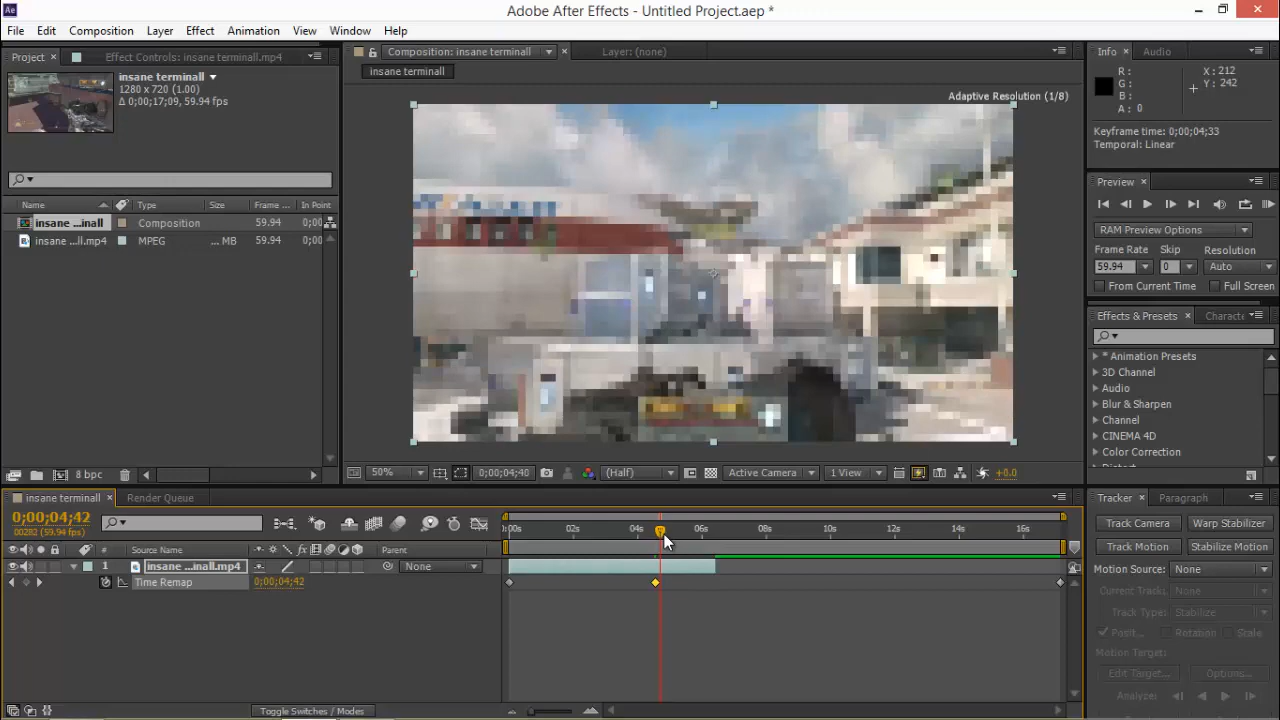 Ae Adobe After Effects - Untitled Project.aep *
File Edit Composition Layer Effect Animation View Window Help
Project × Effect Controls: insane terminall.mp4
insane terminall
1280 x 720 (1.00)
Δ 0;00;17;09, 59.94 fps
Name Type Size Frame ... In Point
insane ...inall Composition 59.94 0;00
insane ...ll.mp4 MPEG ... MB 59.94
8 bpc
Composition: insane terminall × Layer: (none)
insane terminall
Adaptive Resolution (1/8)
50% 0;00;04;40 (Half) Active Camera 1 View +0.0
Info × Audio
R: X: 212
G: Y: 242
B:
A: 0
Keyframe time: 0;00;04;33
Temporal: Linear
Preview ×
RAM Preview Options
Frame Rate Skip Resolution
59.94 0 Auto
From Current Time Full Screen
Effects & Presets × Characte
* Animation Presets
3D Channel
Audio
Blur & Sharpen
Channel
CINEMA 4D
Color Correction
insane terminall × Render Queue
0;00;04;42
00282 (59.94 fps)
# Source Name Parent
1 insane ...inall.mp4 None
Time Remap 0;00;04;42
Toggle Switches / Modes
):00s 02s 04s 06s 08s 10s 12s 14s 16s
Tracker × Paragraph
Track Camera Warp Stabilizer
Track Motion Stabilize Motion
Motion Source: None
Current Track: None
Track Type: Stabilize
Posit... Rotation Scale
Motion Target:
Edit Target... Options...
Analyze: